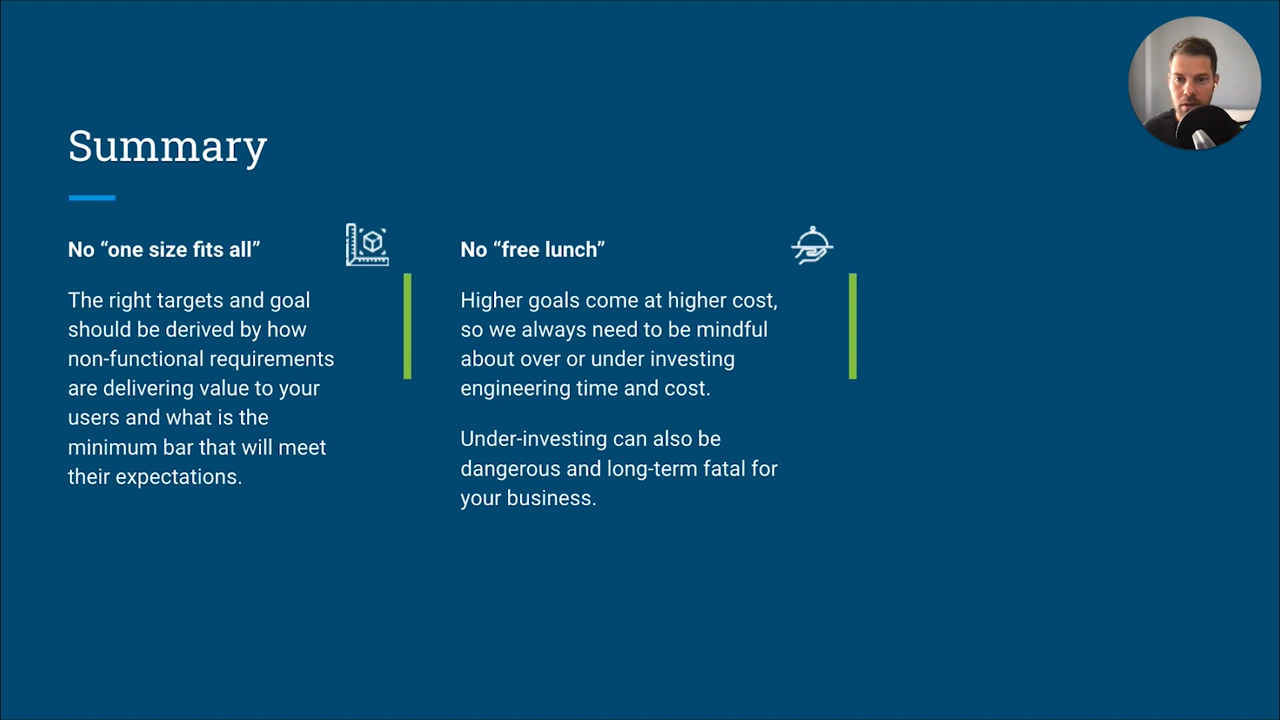 Summary
No “one size fits all”
The right targets and goal
should be derived by how
non-functional requirements
are delivering value to your
users and what is the
minimum bar that will meet
their expectations.
No “free lunch”
Higher goals come at higher cost,
so we always need to be mindful
about over or under investing
engineering time and cost.
Under-investing can also be
dangerous and long-term fatal for
your business.